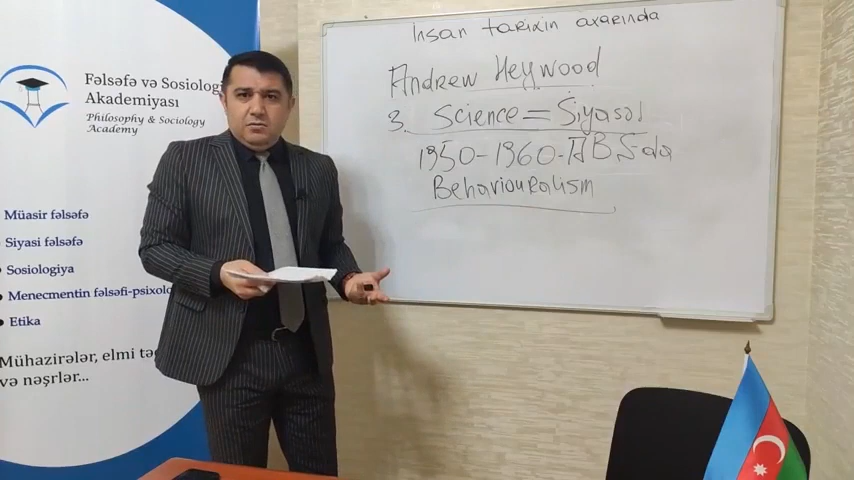 Fəlsəfə və Sosiologi
Akademiyası
Philosophy & Sociology
Academy
Müasir fəlsəfə
Siyasi fəlsəfə
Sosiologiya
Menecmentin fəlsəfi-psixolo
Etika
Mühazirələr, elmi tə
və nəşrlər...
İnsan tarixin axarında
Andrew Heywood
3. Science = Siyasət
1950-1960-ABŞ-da
Behaviouralism